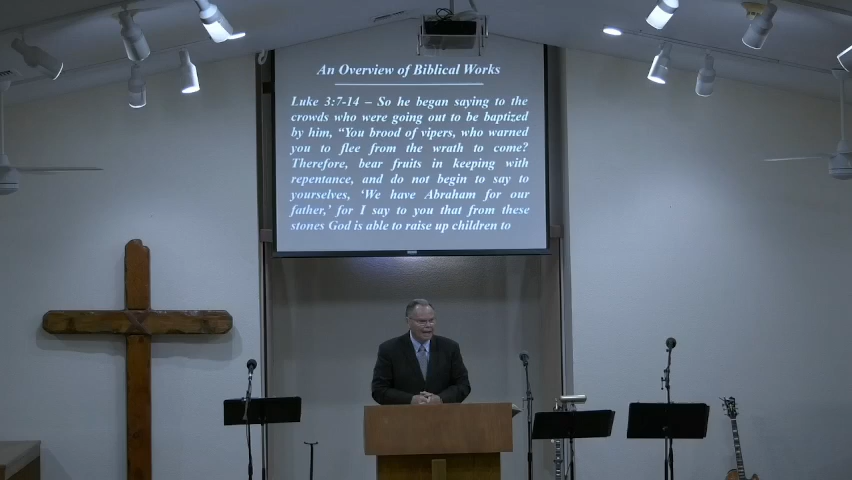 An Overview of Biblical Works
Luke 3:7-14 – So he began saying to the
crowds who were going out to be baptized
by him, “You brood of vipers, who warned
you to flee from the wrath to come?
Therefore, bear fruits in keeping with
repentance, and do not begin to say to
yourselves, ‘We have Abraham for our
father,’ for I say to you that from these
stones God is able to raise up children to